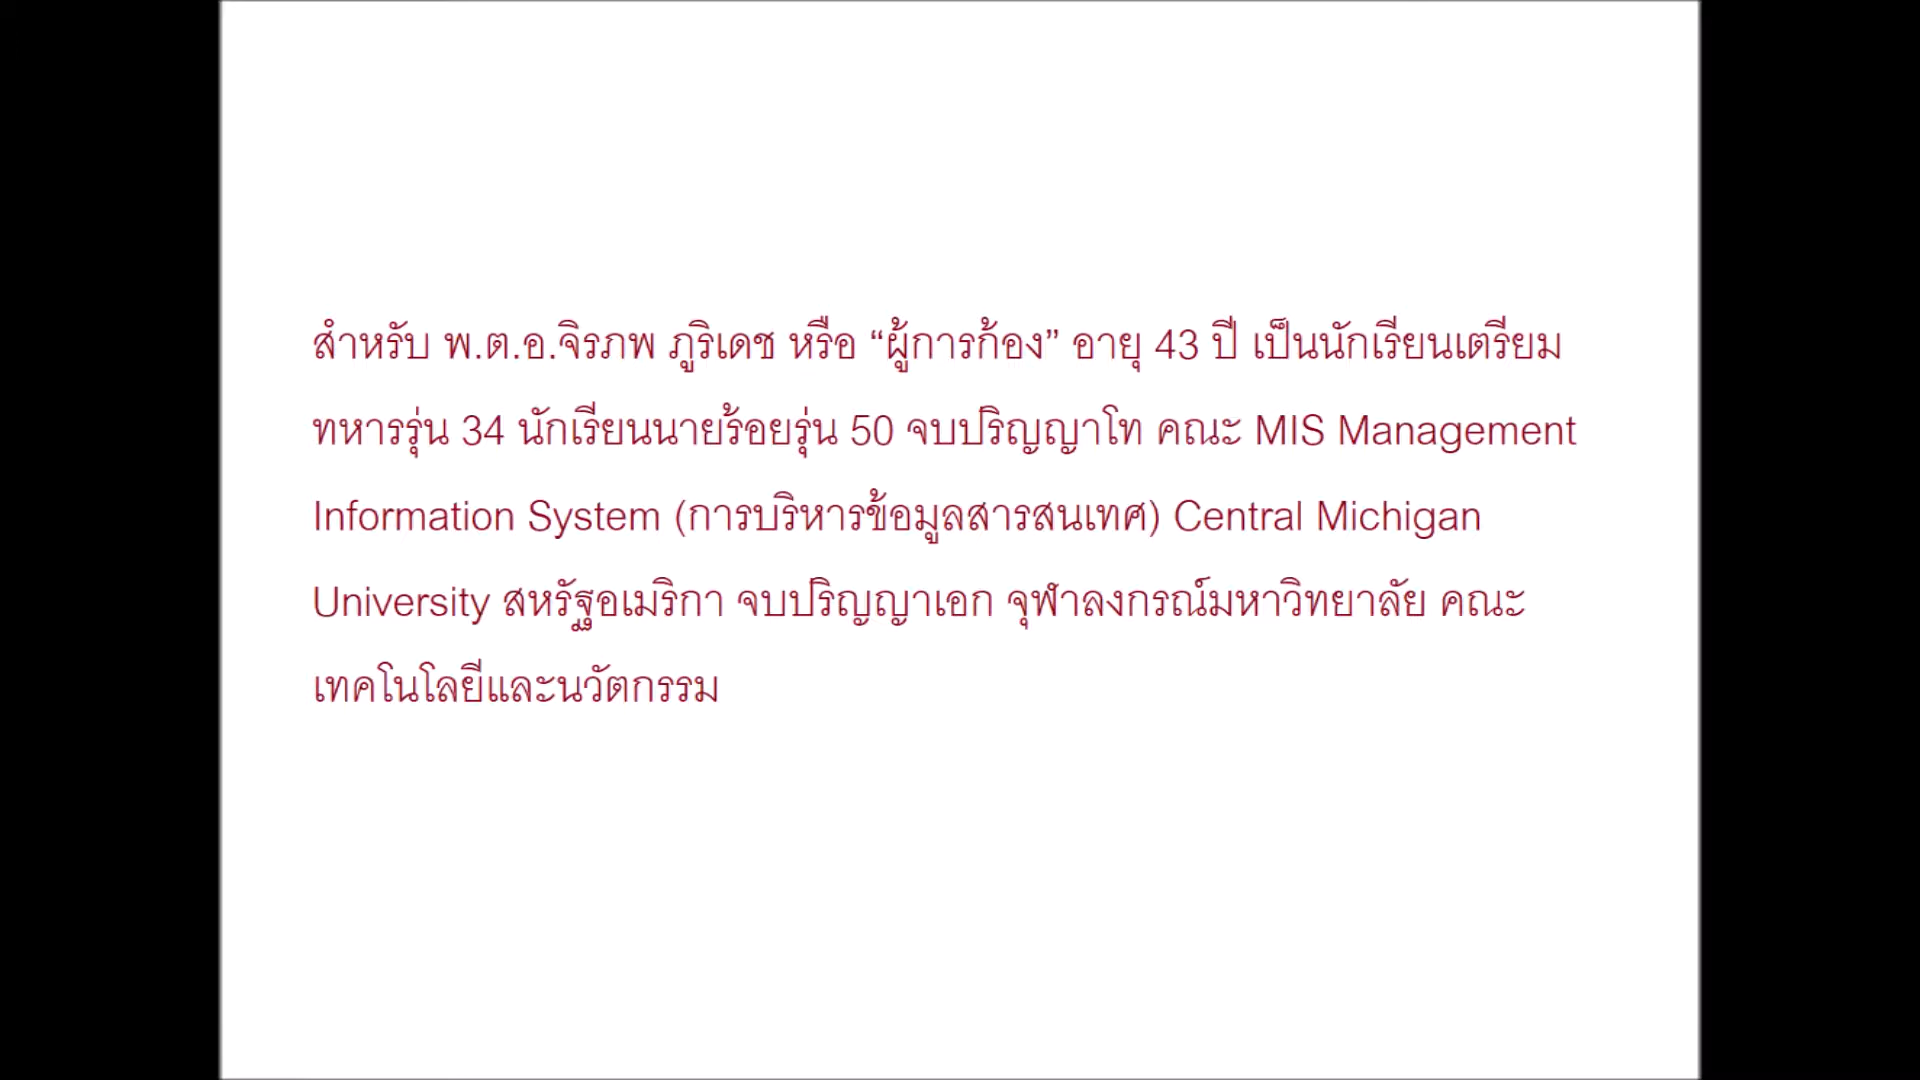 สำหรับ พ.ต.อ.จิรภพ ภูริเดช หรือ “ผู้การก้อง” อายุ 43 ปี เป็นนักเรียนเตรียม
ทหารรุ่น 34 นักเรียนนายร้อยรุ่น 50 จบปริญญาโท คณะ MIS Management
Information System (การบริหารข้อมูลสารสนเทศ) Central Michigan
University สหรัฐอเมริกา จบปริญญาเอก จุฬาลงกรณ์มหาวิทยาลัย คณะ
เทคโนโลยีและนวัตกรรม